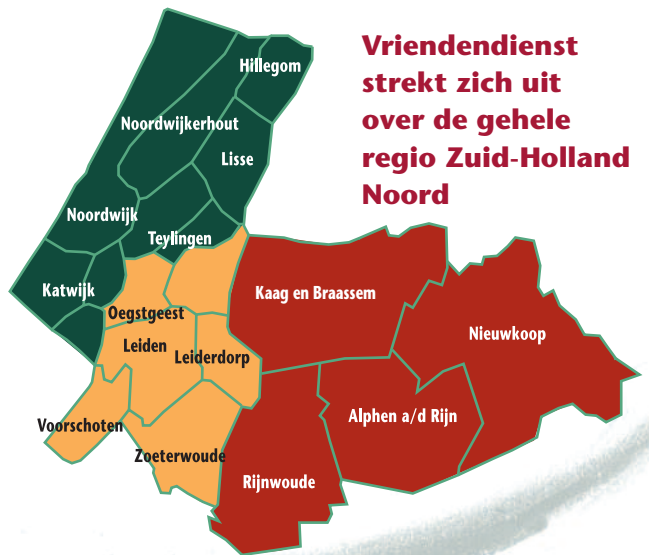 Vriendendienst
strekt zich uit
over de gehele
regio Zuid-Holland
Noord
Hillegom
Noordwijkerhout
Lisse
Noordwijk
Teylingen
Katwijk
Kaag en Braassem
Oegstgeest
Nieuwkoop
Leiden
Leiderdorp
Alphen a/d Rijn
Voorschoten
Zoeterwoude
Rijnwoude